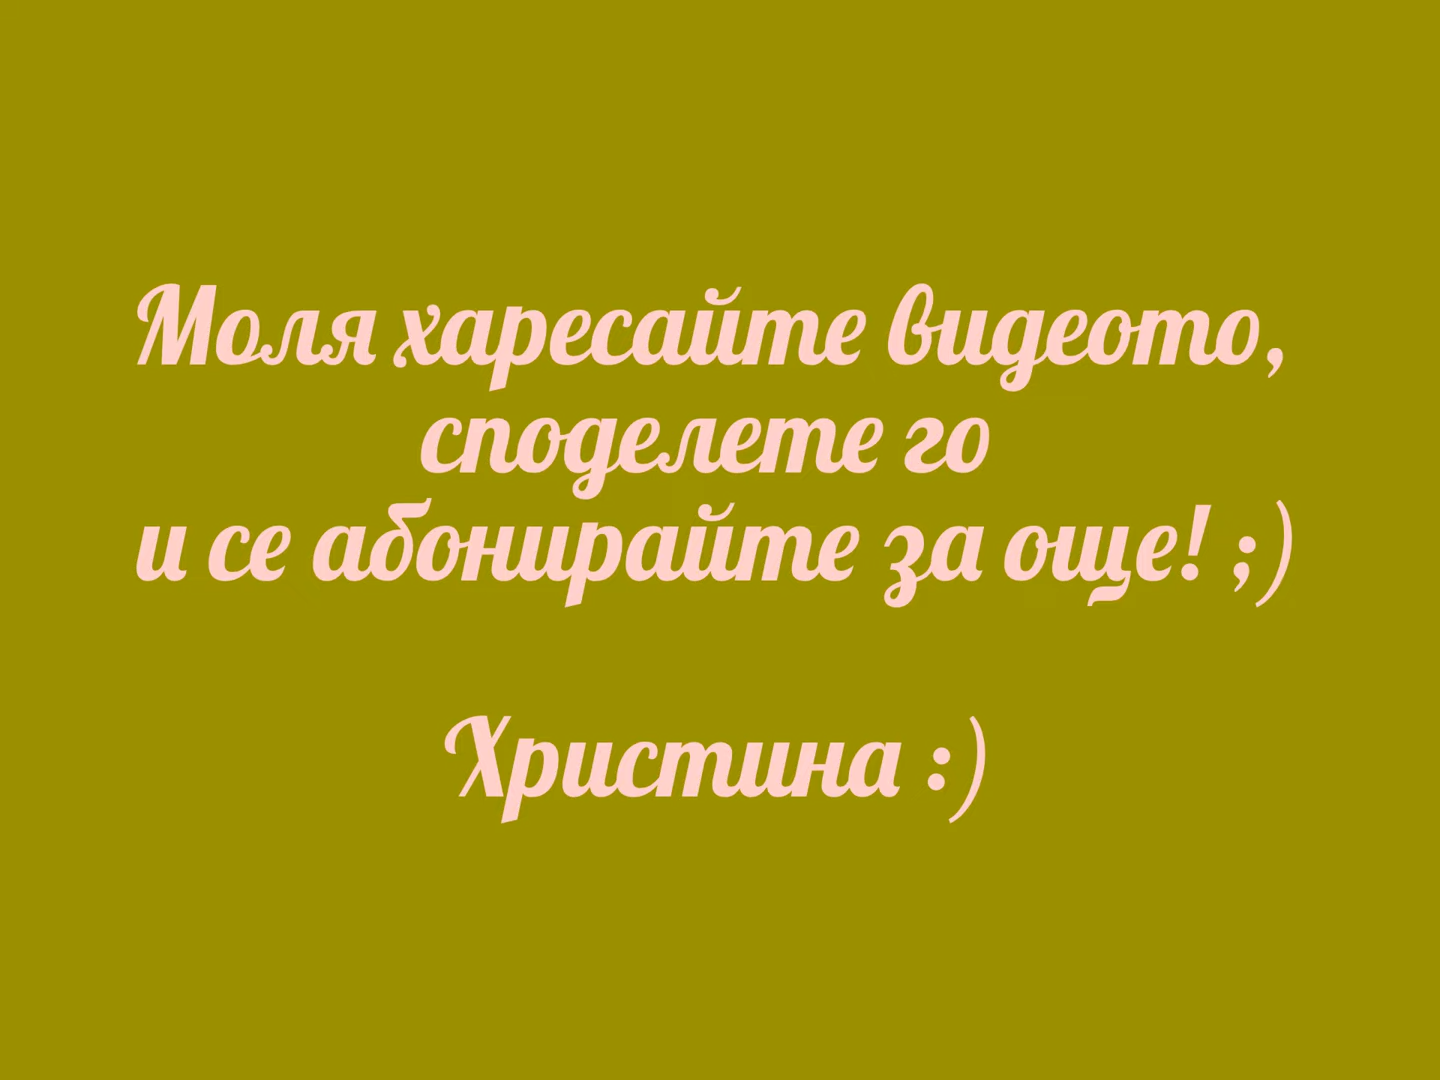 Моля харесайте видеото,
споделете го
и се абонирайте за още! ;)
Христина :)